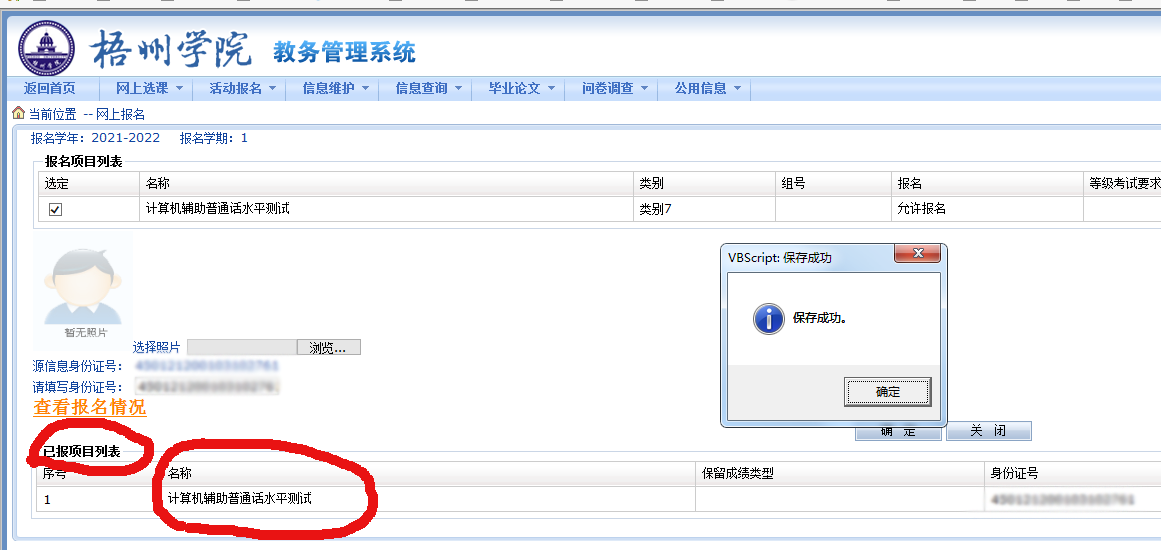 梧州学院 教务管理系统
返回首页 网上选课 活动报名 信息维护 信息查询 毕业论文 问卷调查 公用信息
当前位置 -- 网上报名
报名学年：2021-2022 报名学期：1
报名项目列表
选定 名称 类别 组号 报名 等级考试要求
计算机辅助普通话水平测试 类别7 允许报名
VBScript: 保存成功
保存成功。
确定
暂无照片
选择照片 浏览...
源信息身份证号：
请填写身份证号：
查看报名情况
确 定 关 闭
已报项目列表
序号 名称 保留成绩类型 身份证号
1 计算机辅助普通话水平测试